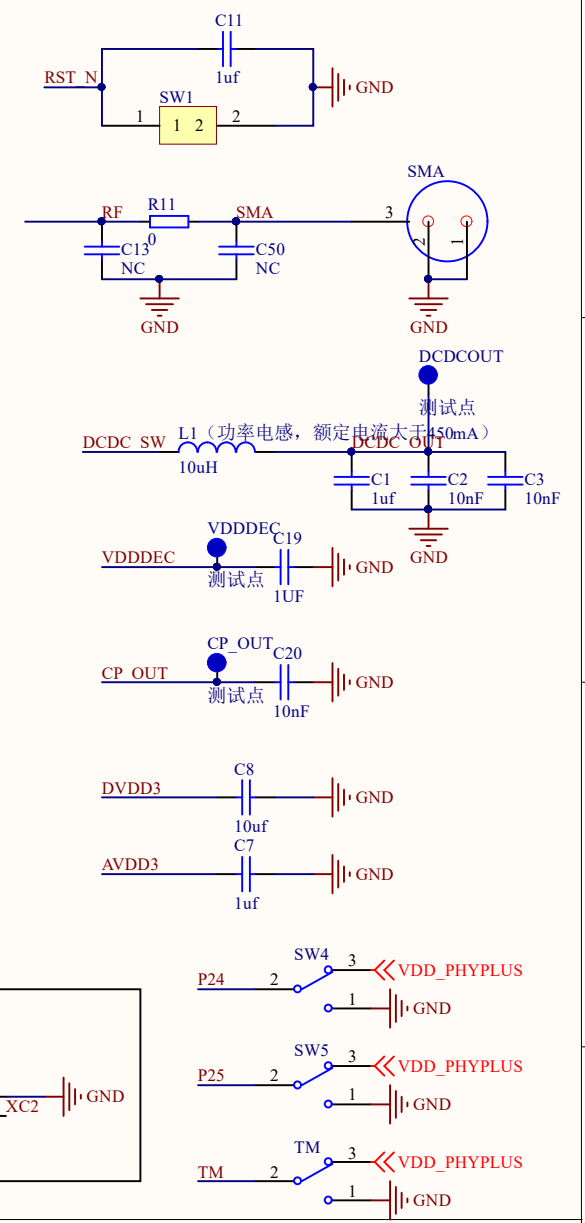 C11
1uf
RST_N
GND
SW1
1 1 2 2
SMA
RF R11 SMA 3
0
C13 C50
NC NC
2 1
GND GND
DCDCOUT
测试点
DCDC_SW L1（功率电感，额定电流大于450mA）
DCDC_OUT
10uH
C1 C2 C3
1uf 10nF 10nF
GND
VDDDEC C19
VDDDEC GND
测试点
1UF
CP_OUT C20
CP_OUT GND
测试点
10nF
C8
DVDD3 GND
10uf
C7
AVDD3 GND
1uf
SW4 3 VDD_PHYPLUS
P24 2
1 GND
SW5 3 VDD_PHYPLUS
P25 2
1 GND
XC2 GND
TM 3 VDD_PHYPLUS
TM 2
1 GND